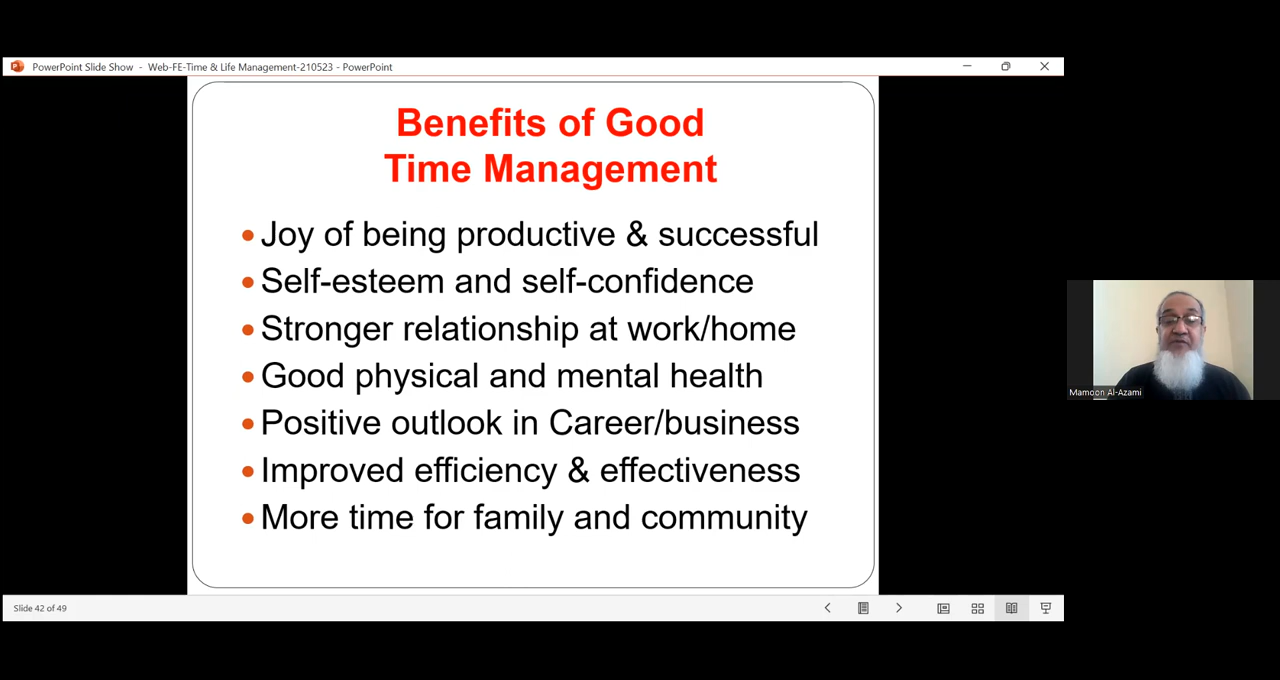 PowerPoint Slide Show - Web-FE-Time & Life Management-210523 - PowerPoint
Benefits of Good
Time Management
• Joy of being productive & successful
• Self-esteem and self-confidence
• Stronger relationship at work/home
• Good physical and mental health
• Positive outlook in Career/business
• Improved efficiency & effectiveness
• More time for family and community
Mamoon Al-Azami
Slide 42 of 49